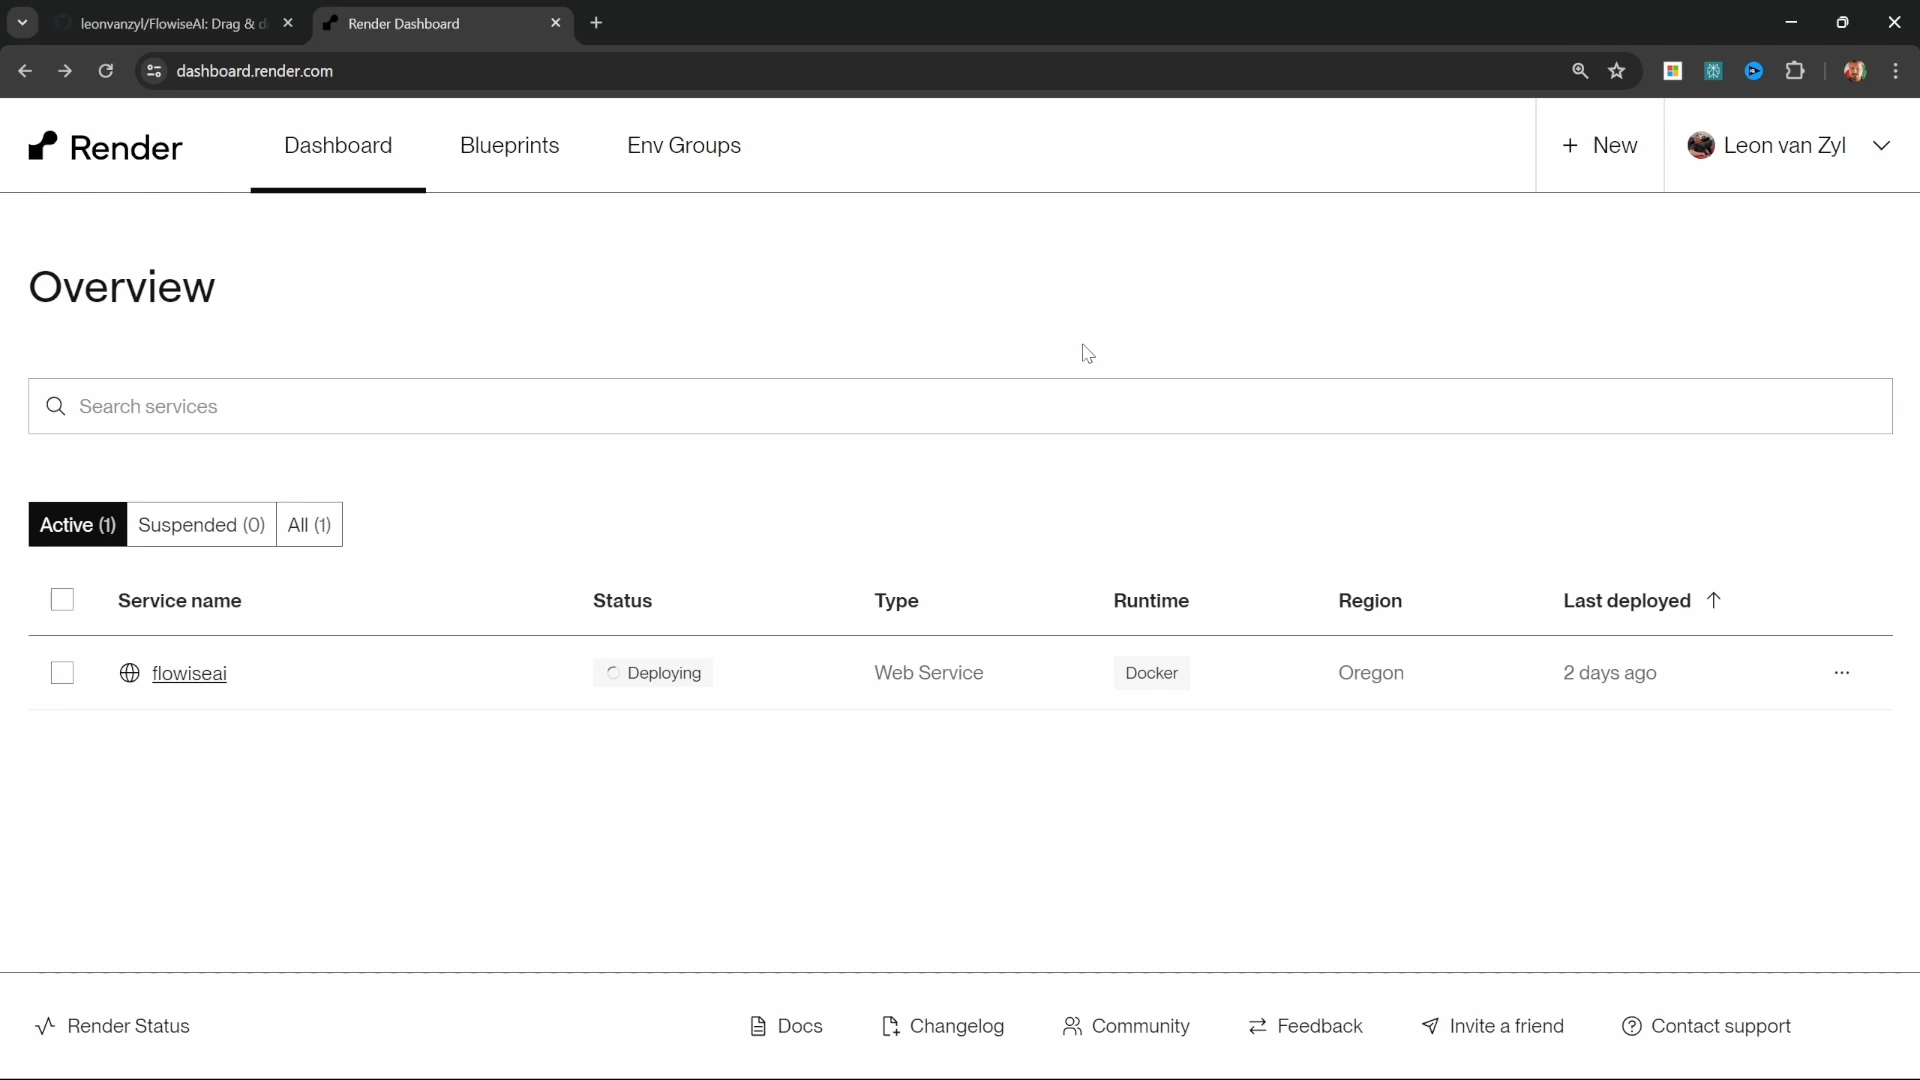 leonvanzyl/FlowiseAI: Drag & d
Render Dashboard
dashboard.render.com
Render
Dashboard
Blueprints
Env Groups
+ New
Leon van Zyl
Overview
Search services
Active (1)
Suspended (0)
All (1)
Service name
Status
Type
Runtime
Region
Last deployed
flowiseai
Deploying
Web Service
Docker
Oregon
2 days ago
Render Status
Docs
Changelog
Community
Feedback
Invite a friend
Contact support